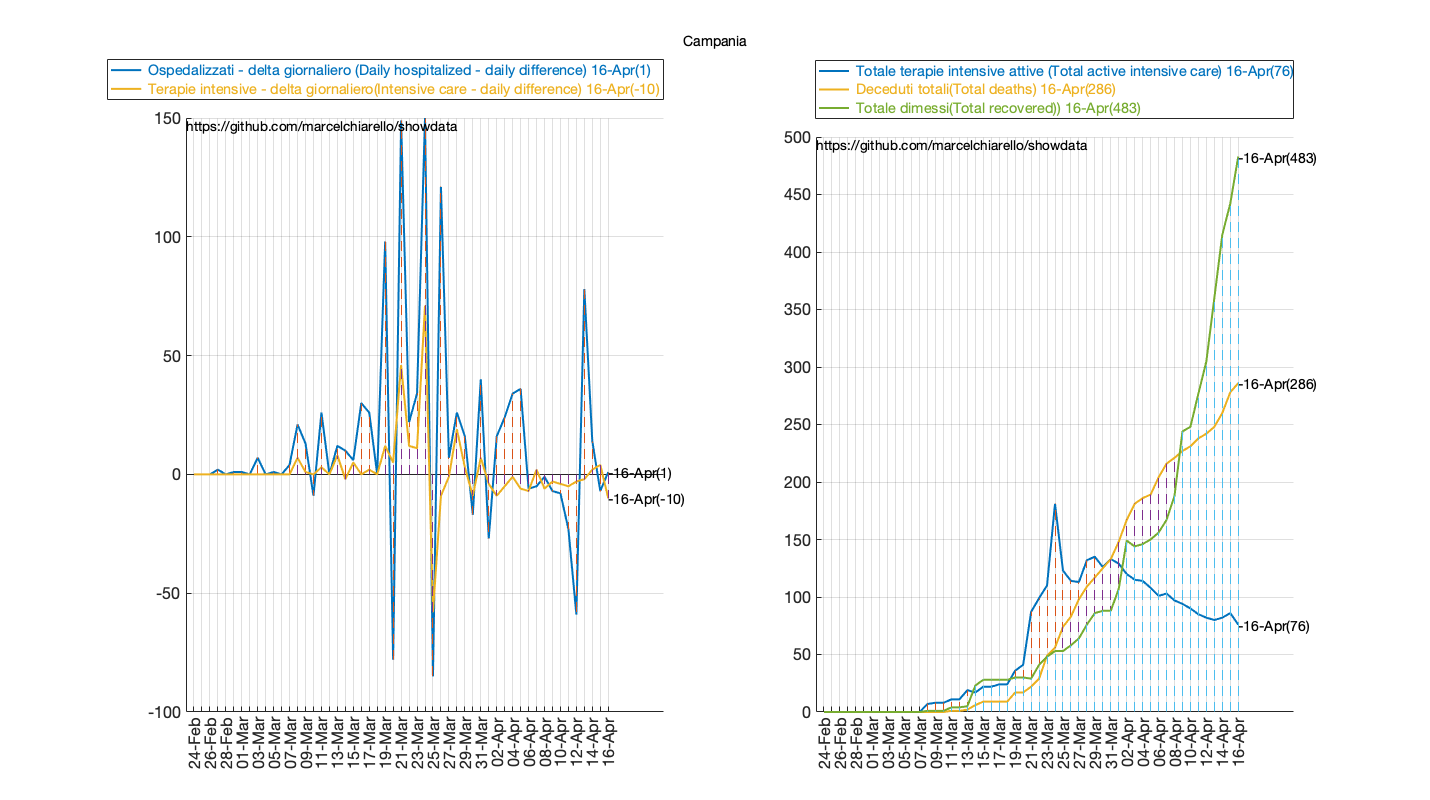 Campania
Ospedalizzati - delta giornaliero (Daily hospitalized - daily difference) 16-Apr(1)
Terapie intensive - delta giornaliero(Intensive care - daily difference) 16-Apr(-10)
150
https://github.com/marcelchiarello/showdata
100
50
0
-50
-100
-16-Apr(1)
-16-Apr(-10)
24-Feb
26-Feb
28-Feb
01-Mar
03-Mar
05-Mar
07-Mar
09-Mar
11-Mar
13-Mar
15-Mar
17-Mar
19-Mar
21-Mar
23-Mar
25-Mar
27-Mar
29-Mar
31-Mar
02-Apr
04-Apr
06-Apr
08-Apr
10-Apr
12-Apr
14-Apr
16-Apr
Totale terapie intensive attive (Total active intensive care) 16-Apr(76)
Deceduti totali(Total deaths) 16-Apr(286)
Totale dimessi(Total recovered)) 16-Apr(483)
500
https://github.com/marcelchiarello/showdata
450
400
350
300
250
200
150
100
50
0
-16-Apr(483)
-16-Apr(286)
-16-Apr(76)
24-Feb
26-Feb
28-Feb
01-Mar
03-Mar
05-Mar
07-Mar
09-Mar
11-Mar
13-Mar
15-Mar
17-Mar
19-Mar
21-Mar
23-Mar
25-Mar
27-Mar
29-Mar
31-Mar
02-Apr
04-Apr
06-Apr
08-Apr
10-Apr
12-Apr
14-Apr
16-Apr